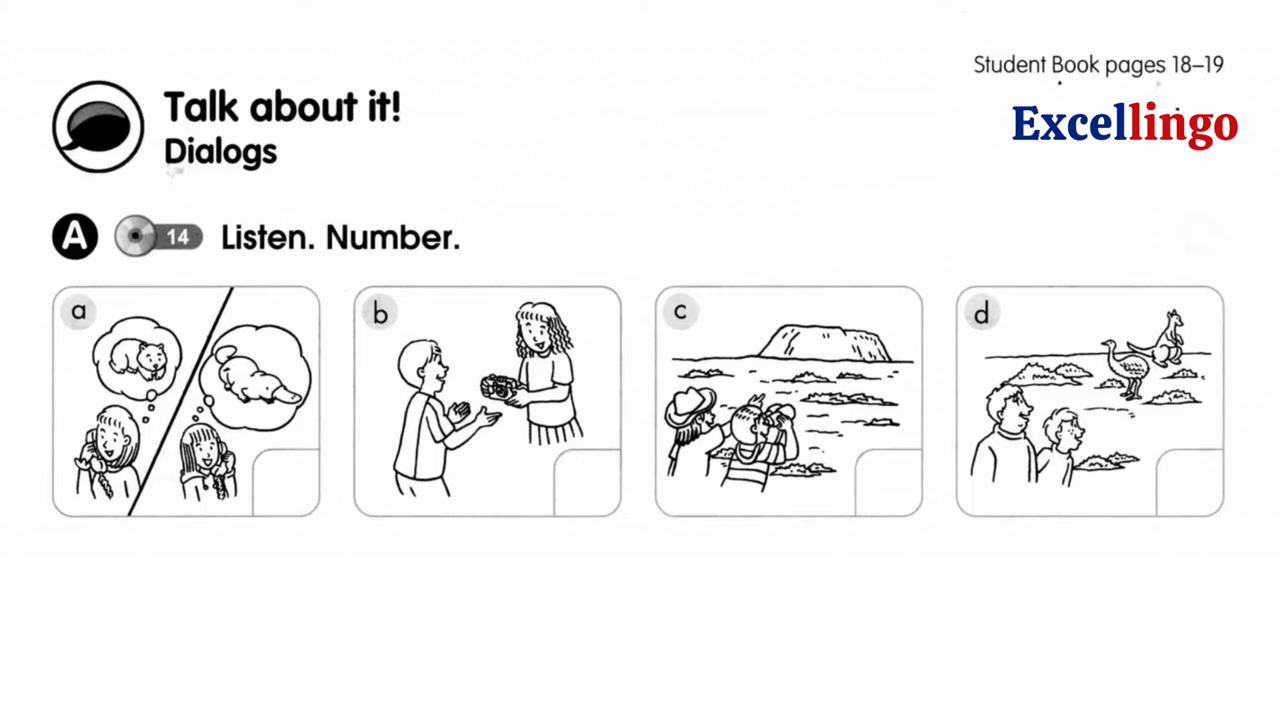 Student Book pages 18–19
Excellingo
Talk about it!
Dialogs
A 14 Listen. Number.
a
b
c
d